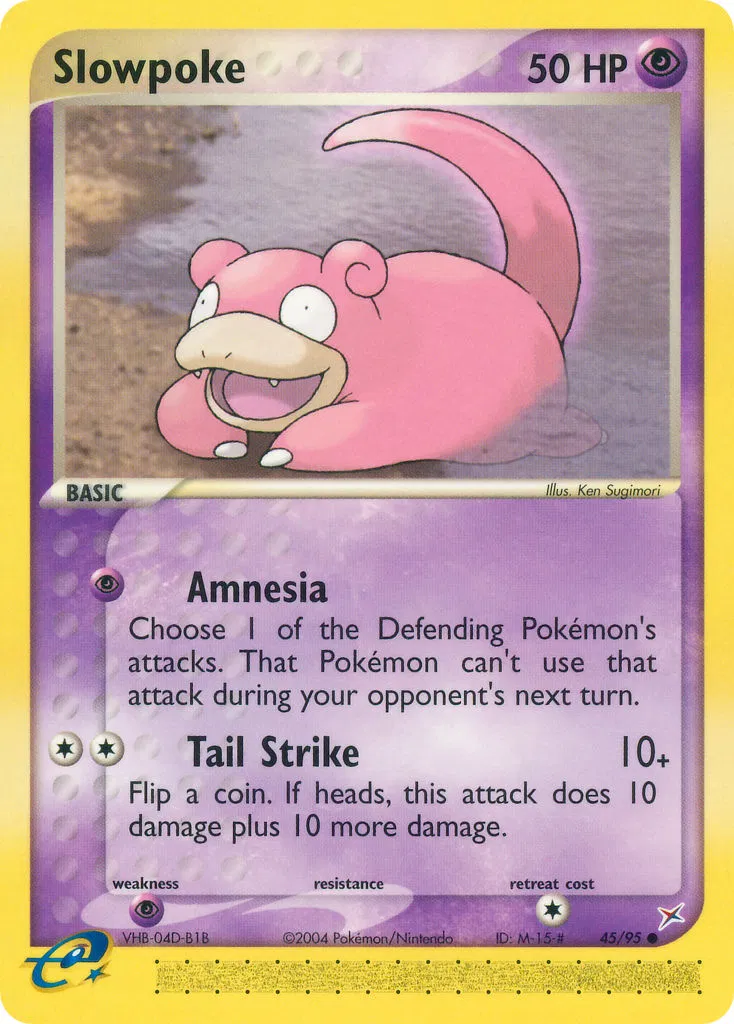 Slowpoke 50 HP
BASIC
Illus. Ken Sugimori
Amnesia
Choose 1 of the Defending Pokémon's
attacks. That Pokémon can't use that
attack during your opponent's next turn.
Tail Strike 10+
Flip a coin. If heads, this attack does 10
damage plus 10 more damage.
weakness resistance retreat cost
VHB-04D-B1B ©2004 Pokémon/Nintendo ID: M-15-# 45/95
e